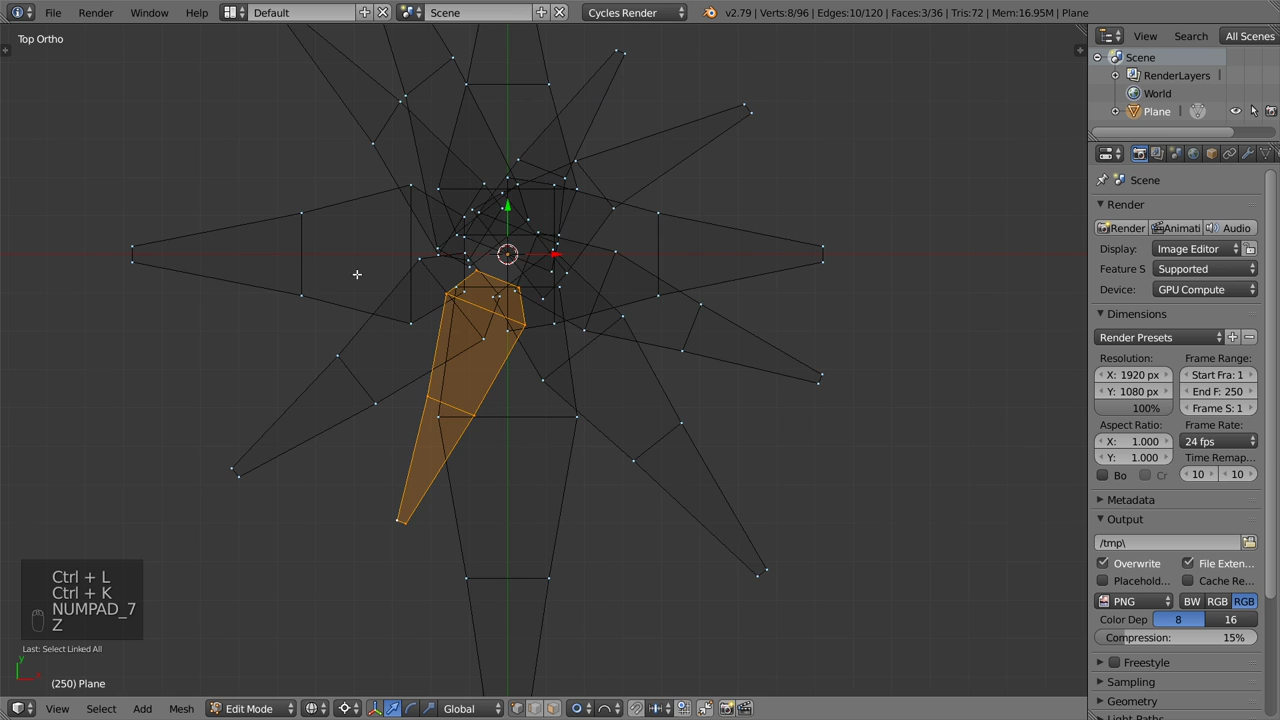 File Render Window Help Default Scene Cycles Render v2.79 | Verts:8/96 | Edges:10/120 | Faces:3/36 | Tris:72 | Mem:16.95M | Plane
Top Ortho
View Search All Scenes
Scene
RenderLayers
World
Plane
Scene
Render
Render Animati Audio
Display: Image Editor
Feature S Supported
Device: GPU Compute
Dimensions
Render Presets
Resolution: Frame Range:
X: 1920 px Start Fra: 1
Y: 1080 px End F: 250
100% Frame S: 1
Aspect Ratio: Frame Rate:
X: 1.000 24 fps
Y: 1.000 Time Remap...
Bo Cr 10 10
Metadata
Output
/tmp\
Overwrite File Exten...
Placehold... Cache Re...
PNG BW RGB RGB
Color Dep 8 16
Compression: 15%
Freestyle
Sampling
Geometry
Light Paths
Ctrl + L
Ctrl + K
NUMPAD_7
Z
Last: Select Linked All
y
(250) Plane
View Select Add Mesh Edit Mode Global